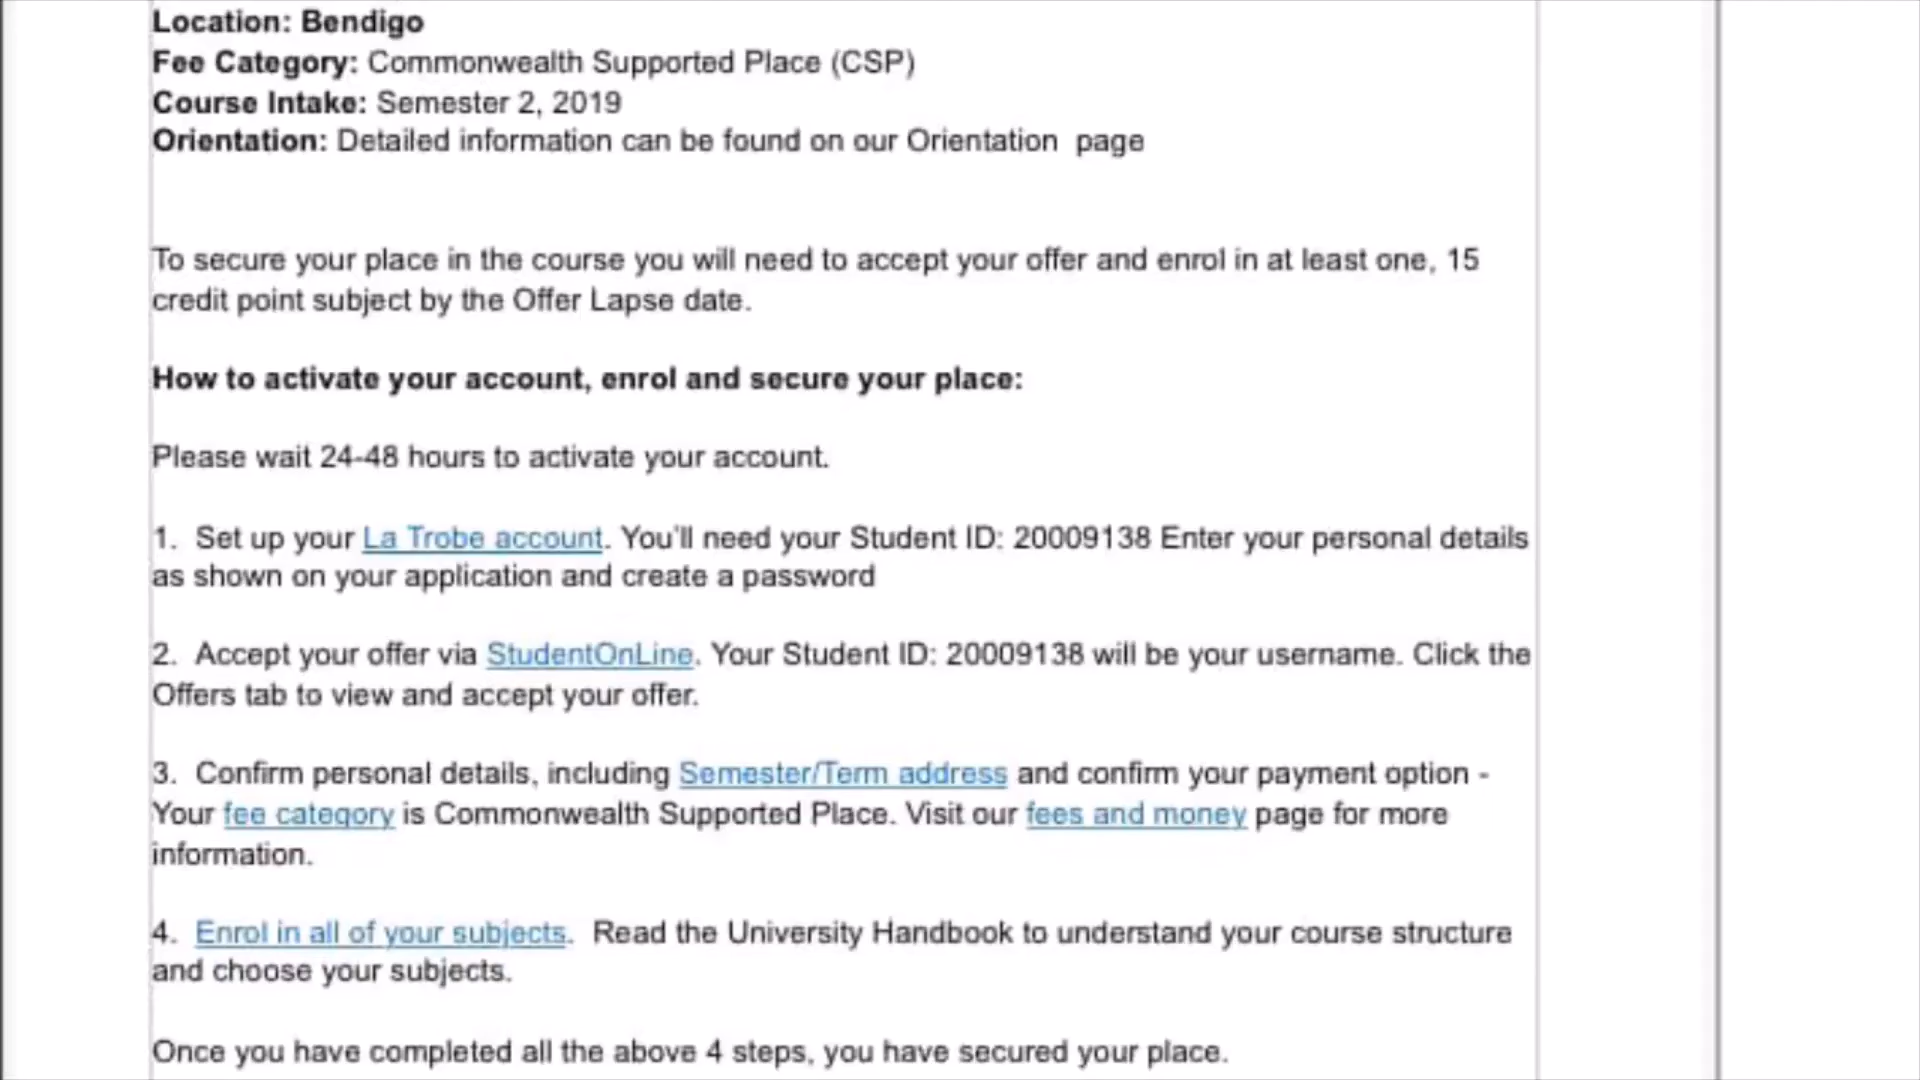 Location: Bendigo
Fee Category: Commonwealth Supported Place (CSP)
Course Intake: Semester 2, 2019
Orientation: Detailed information can be found on our Orientation  page
To secure your place in the course you will need to accept your offer and enrol in at least one, 15
credit point subject by the Offer Lapse date.
How to activate your account, enrol and secure your place:
Please wait 24-48 hours to activate your account.
1.  Set up your La Trobe account. You'll need your Student ID: 20009138 Enter your personal details
as shown on your application and create a password
2.  Accept your offer via StudentOnLine. Your Student ID: 20009138 will be your username. Click the
Offers tab to view and accept your offer.
3.  Confirm personal details, including Semester/Term address and confirm your payment option -
Your fee category is Commonwealth Supported Place. Visit our fees and money page for more
information.
4.  Enrol in all of your subjects.  Read the University Handbook to understand your course structure
and choose your subjects.
Once you have completed all the above 4 steps, you have secured your place.